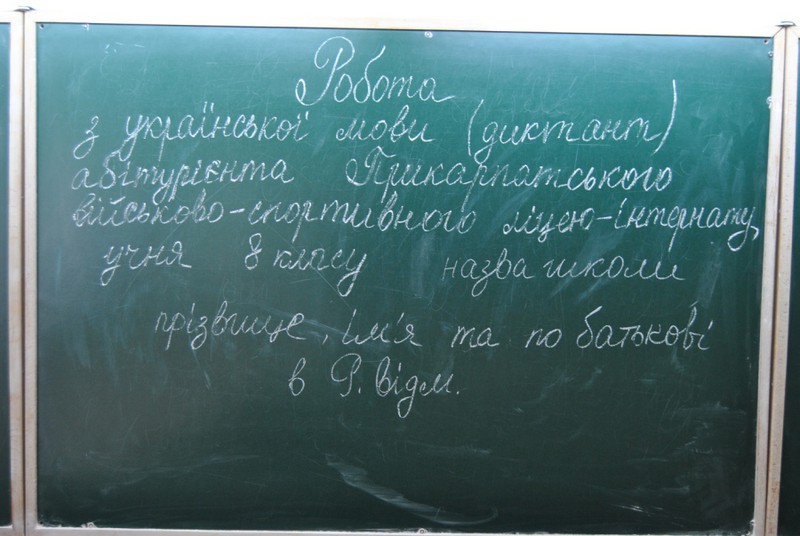 Робота
з української мови (диктант)
абітурієнта Прикарпатського
військово-спортивного ліцею-інтернату,
учня 8 класу назва школи
прізвище, ім'я та по батькові
в Р. відм.